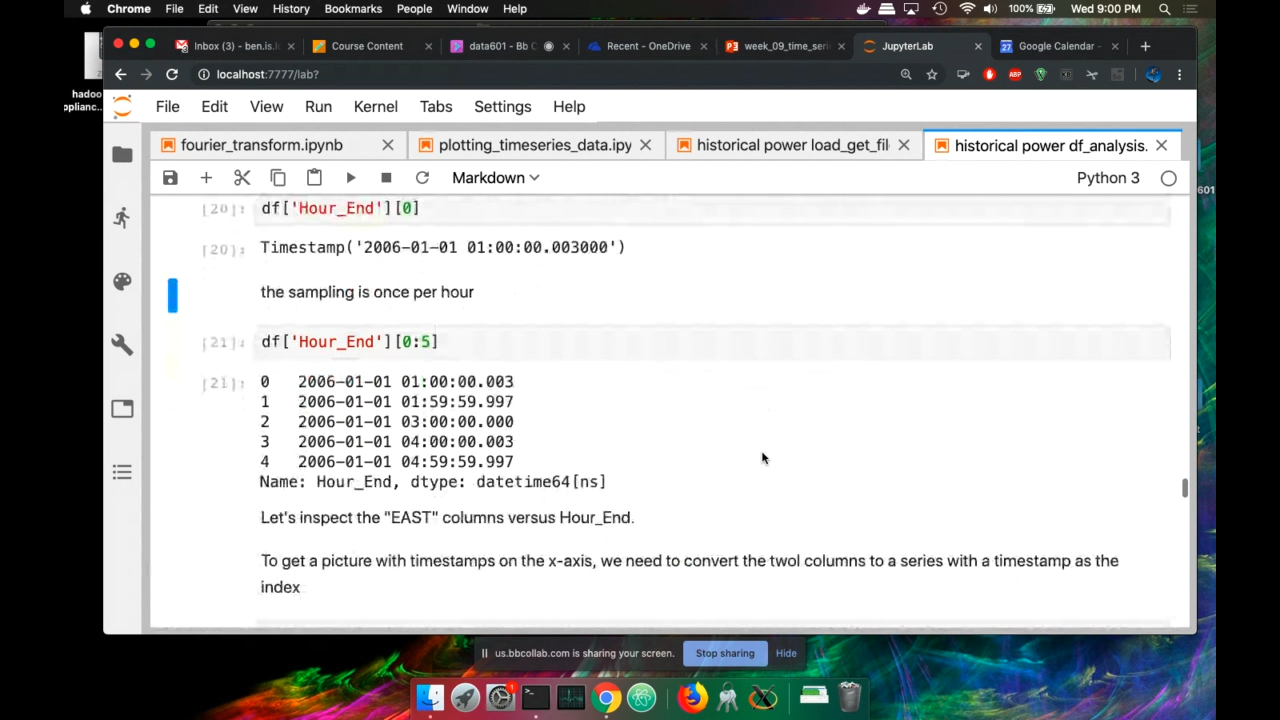 Chrome File Edit View History Bookmarks People Window Help 100% Wed 9:00 PM
Inbox (3) - ben.is.l Course Content data601 - Bb C Recent - OneDrive week_09_time_seri JupyterLab Google Calendar -
localhost:7777/lab?
hadoo
pplianc...
File Edit View Run Kernel Tabs Settings Help
fourier_transform.ipynb plotting_timeseries_data.ipy historical power load_get_fil historical power df_analysis.
Markdown Python 3
[20]: df['Hour_End'][0]
[20]: Timestamp('2006-01-01 01:00:00.003000')
the sampling is once per hour
[21]: df['Hour_End'][0:5]
[21]: 0 2006-01-01 01:00:00.003
1 2006-01-01 01:59:59.997
2 2006-01-01 03:00:00.000
3 2006-01-01 04:00:00.003
4 2006-01-01 04:59:59.997
Name: Hour_End, dtype: datetime64[ns]
Let's inspect the "EAST" columns versus Hour_End.
To get a picture with timestamps on the x-axis, we need to convert the twol columns to a series with a timestamp as the
index
us.bbcollab.com is sharing your screen. Stop sharing Hide